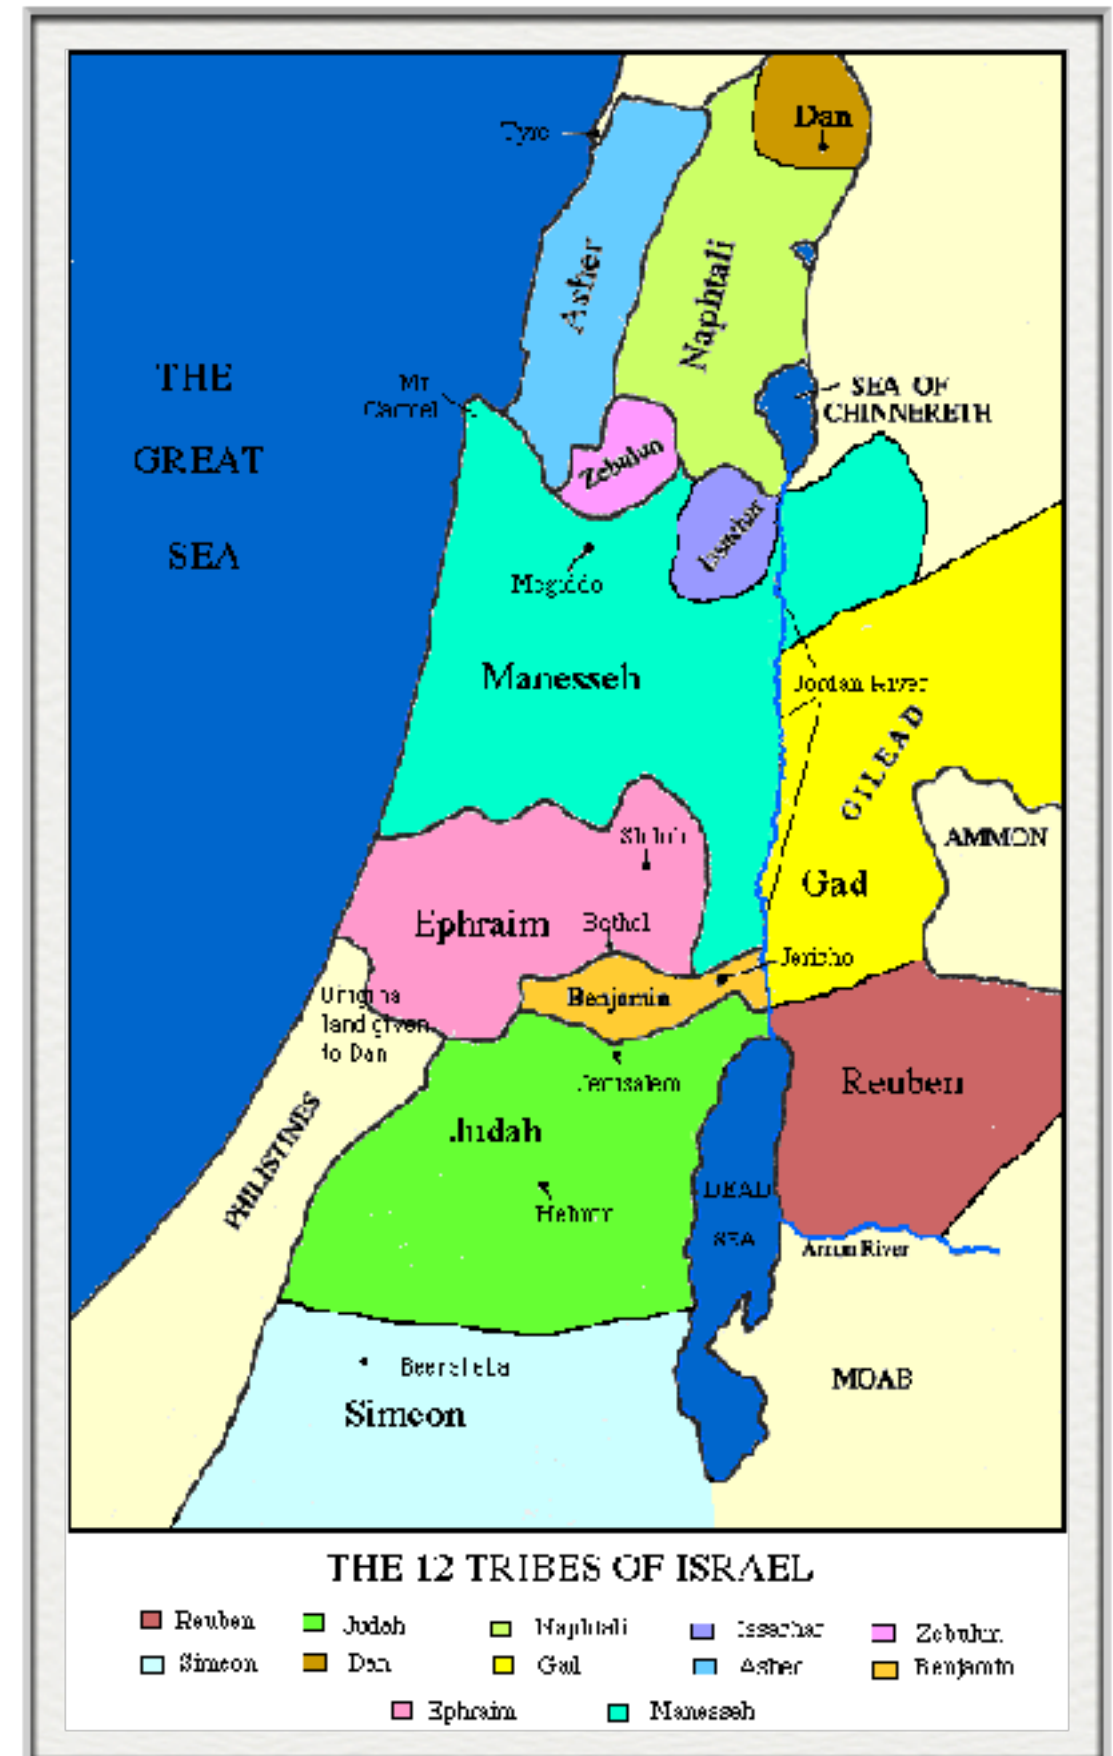 Dan
Tyre
Asher
Naphtali
THE
GREAT
SEA
Mt
Carmel
SEA OF
CHINNERETH
Zebulun
Issachar
Megiddo
Manesseh
Jordan River
GILEAD
AMMON
Shiloh
Gad
Ephraim
Bethel
Jericho
Benjamin
land given
to Dan
Jerusalem
Reuben
Judah
PHILISTINES
Hebron
DEAD
SEA
Arnon River
Beersheba
MOAB
Simeon
THE 12 TRIBES OF ISRAEL
Reuben
Judah
Naphtali
Issachar
Zebulun
Simeon
Dan
Gad
Asher
Benjamin
Ephraim
Manesseh